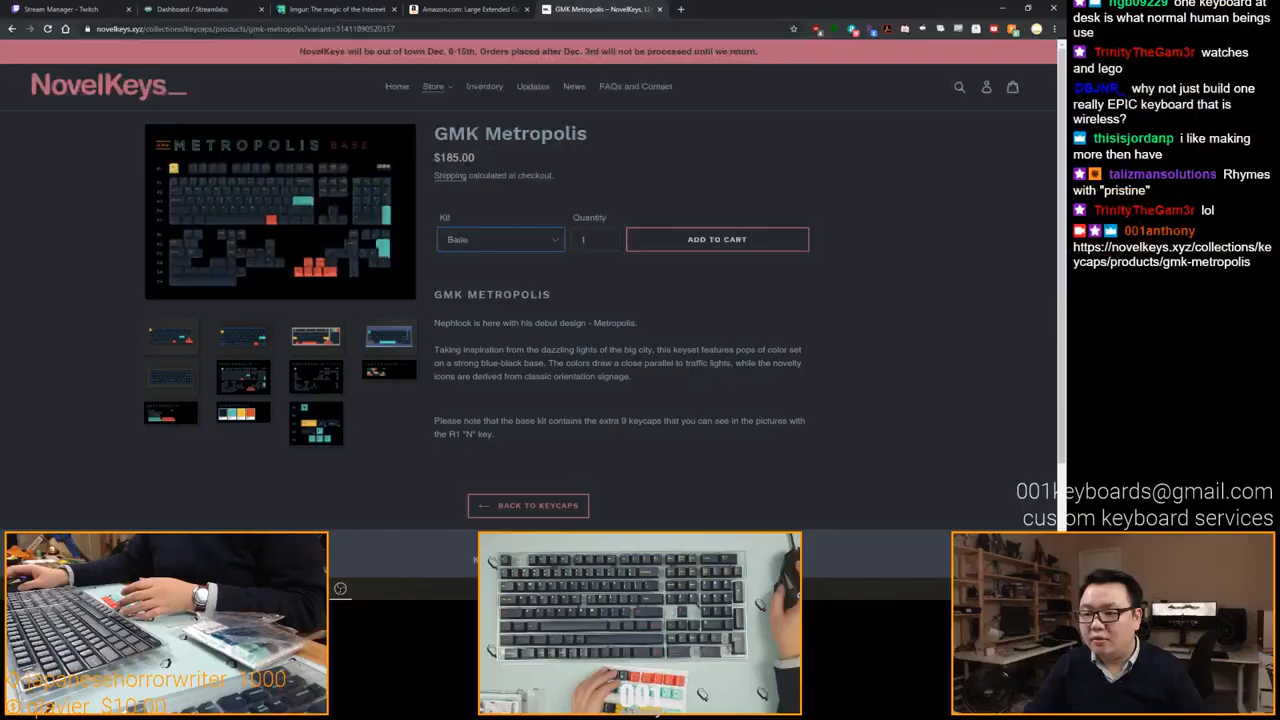 Stream Manager - Twitch
Dashboard / Streamlabs
Imgur: The magic of the Internet
Amazon.com: Large Extended G
GMK Metropolis – NovelKeys, L
novelkeys.xyz/collections/keycaps/products/gmk-metropolis?variant=31411890520157
NovelKeys will be out of town Dec. 6-15th. Orders placed after Dec. 3rd will not be processed until we return.
NovelKeys_
Home
Store
Inventory
Updates
News
FAQs and Contact
METROPOLIS BASE
GMK Metropolis
$185.00
Shipping calculated at checkout.
Kit
Quantity
Base
1
ADD TO CART
GMK METROPOLIS
Nephlock is here with his debut design - Metropolis.
Taking inspiration from the dazzling lights of the big city, this keyset features pops of color set
on a strong blue-black base. The colors draw a close parallel to traffic lights, while the novelty
icons are derived from classic orientation signage.
Please note that the base kit contains the extra 9 keycaps that you can see in the pictures with
the R1 "N" key.
← BACK TO KEYCAPS
one keyboard at
desk is what normal human beings
use
TrinityTheGam3r watches
and lego
DBJNR_ why not just build one
really EPIC keyboard that is
wireless?
thisisjordanp i like making
more then have
talizmansolutions Rhymes
with "pristine"
TrinityTheGam3r lol
001anthony
https://novelkeys.xyz/collections/ke
ycaps/products/gmk-metropolis
001keyboards@gmail.com
custom keyboard services
japanesehorrorwriter 1000
$10.00